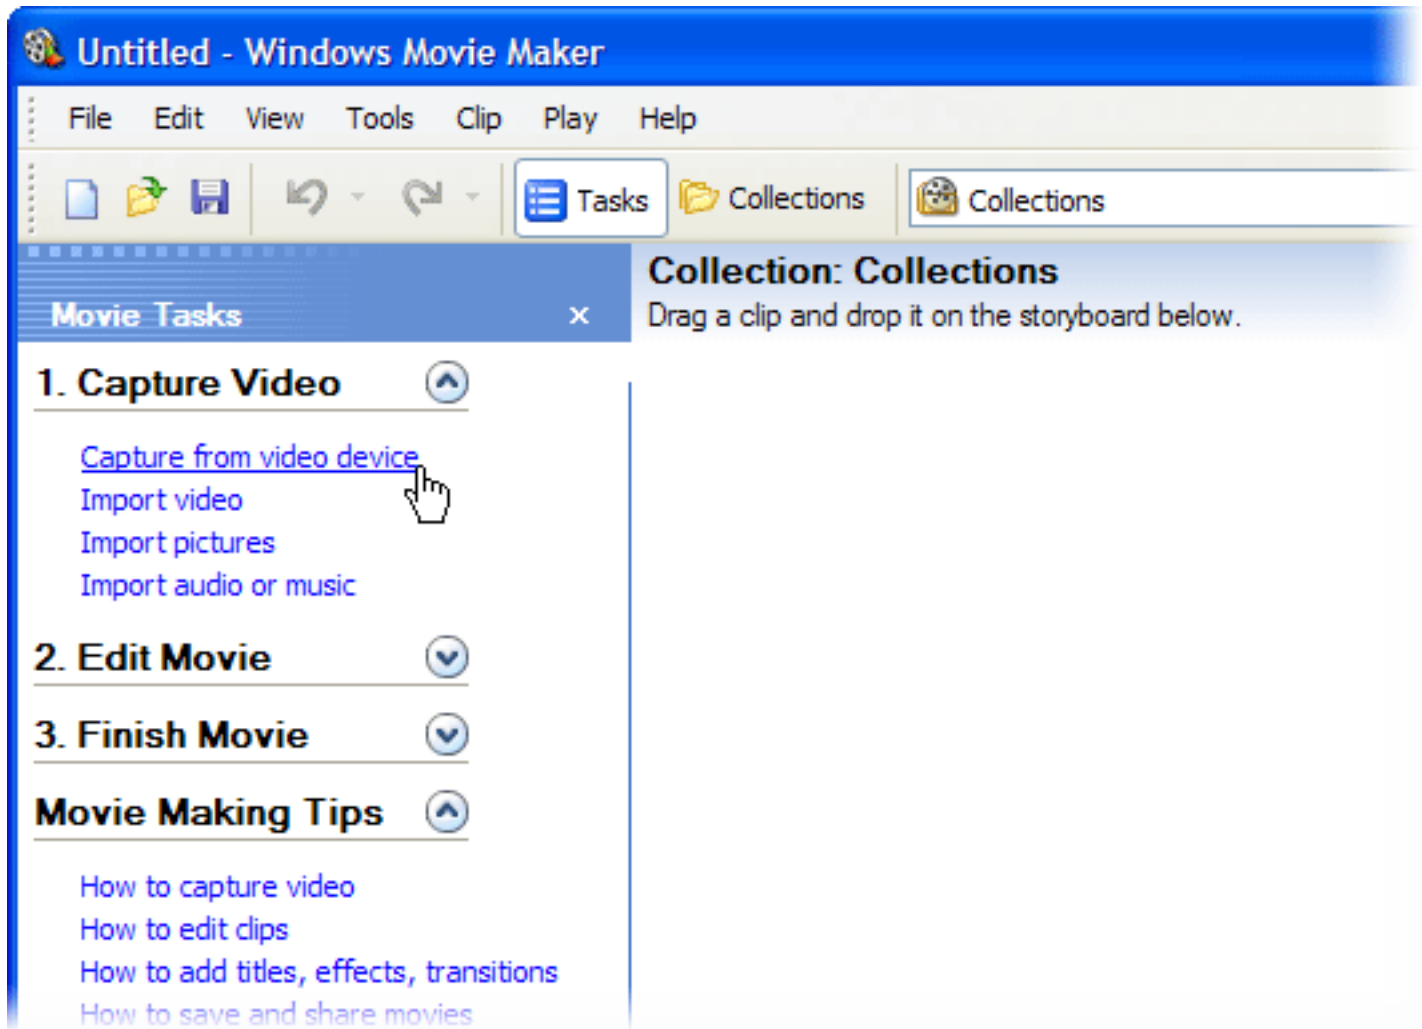 Untitled - Windows Movie Maker
File Edit View Tools Clip Play Help
Tasks Collections Collections
Movie Tasks ×
Collection: Collections
Drag a clip and drop it on the storyboard below.
1. Capture Video
Capture from video device
Import video
Import pictures
Import audio or music
2. Edit Movie
3. Finish Movie
Movie Making Tips
How to capture video
How to edit clips
How to add titles, effects, transitions
How to save and share movies